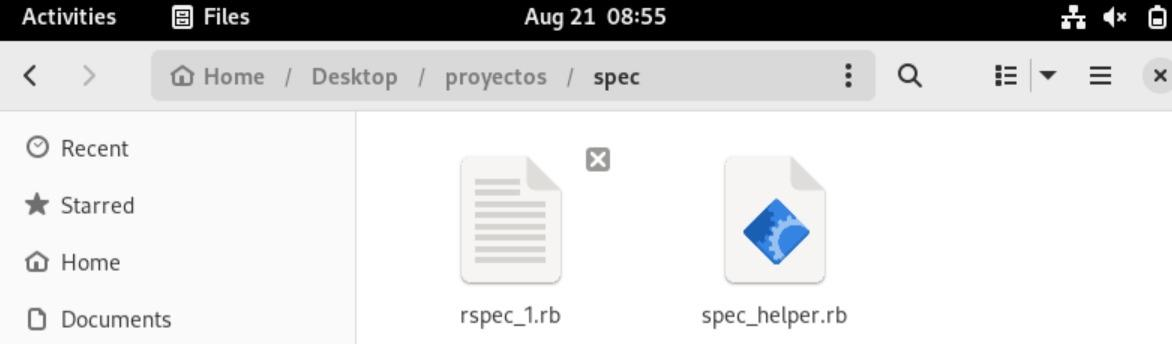 Activities Files Aug 21 08:55
Home / Desktop / proyectos / spec
Recent
Starred
Home
Documents
rspec_1.rb spec_helper.rb